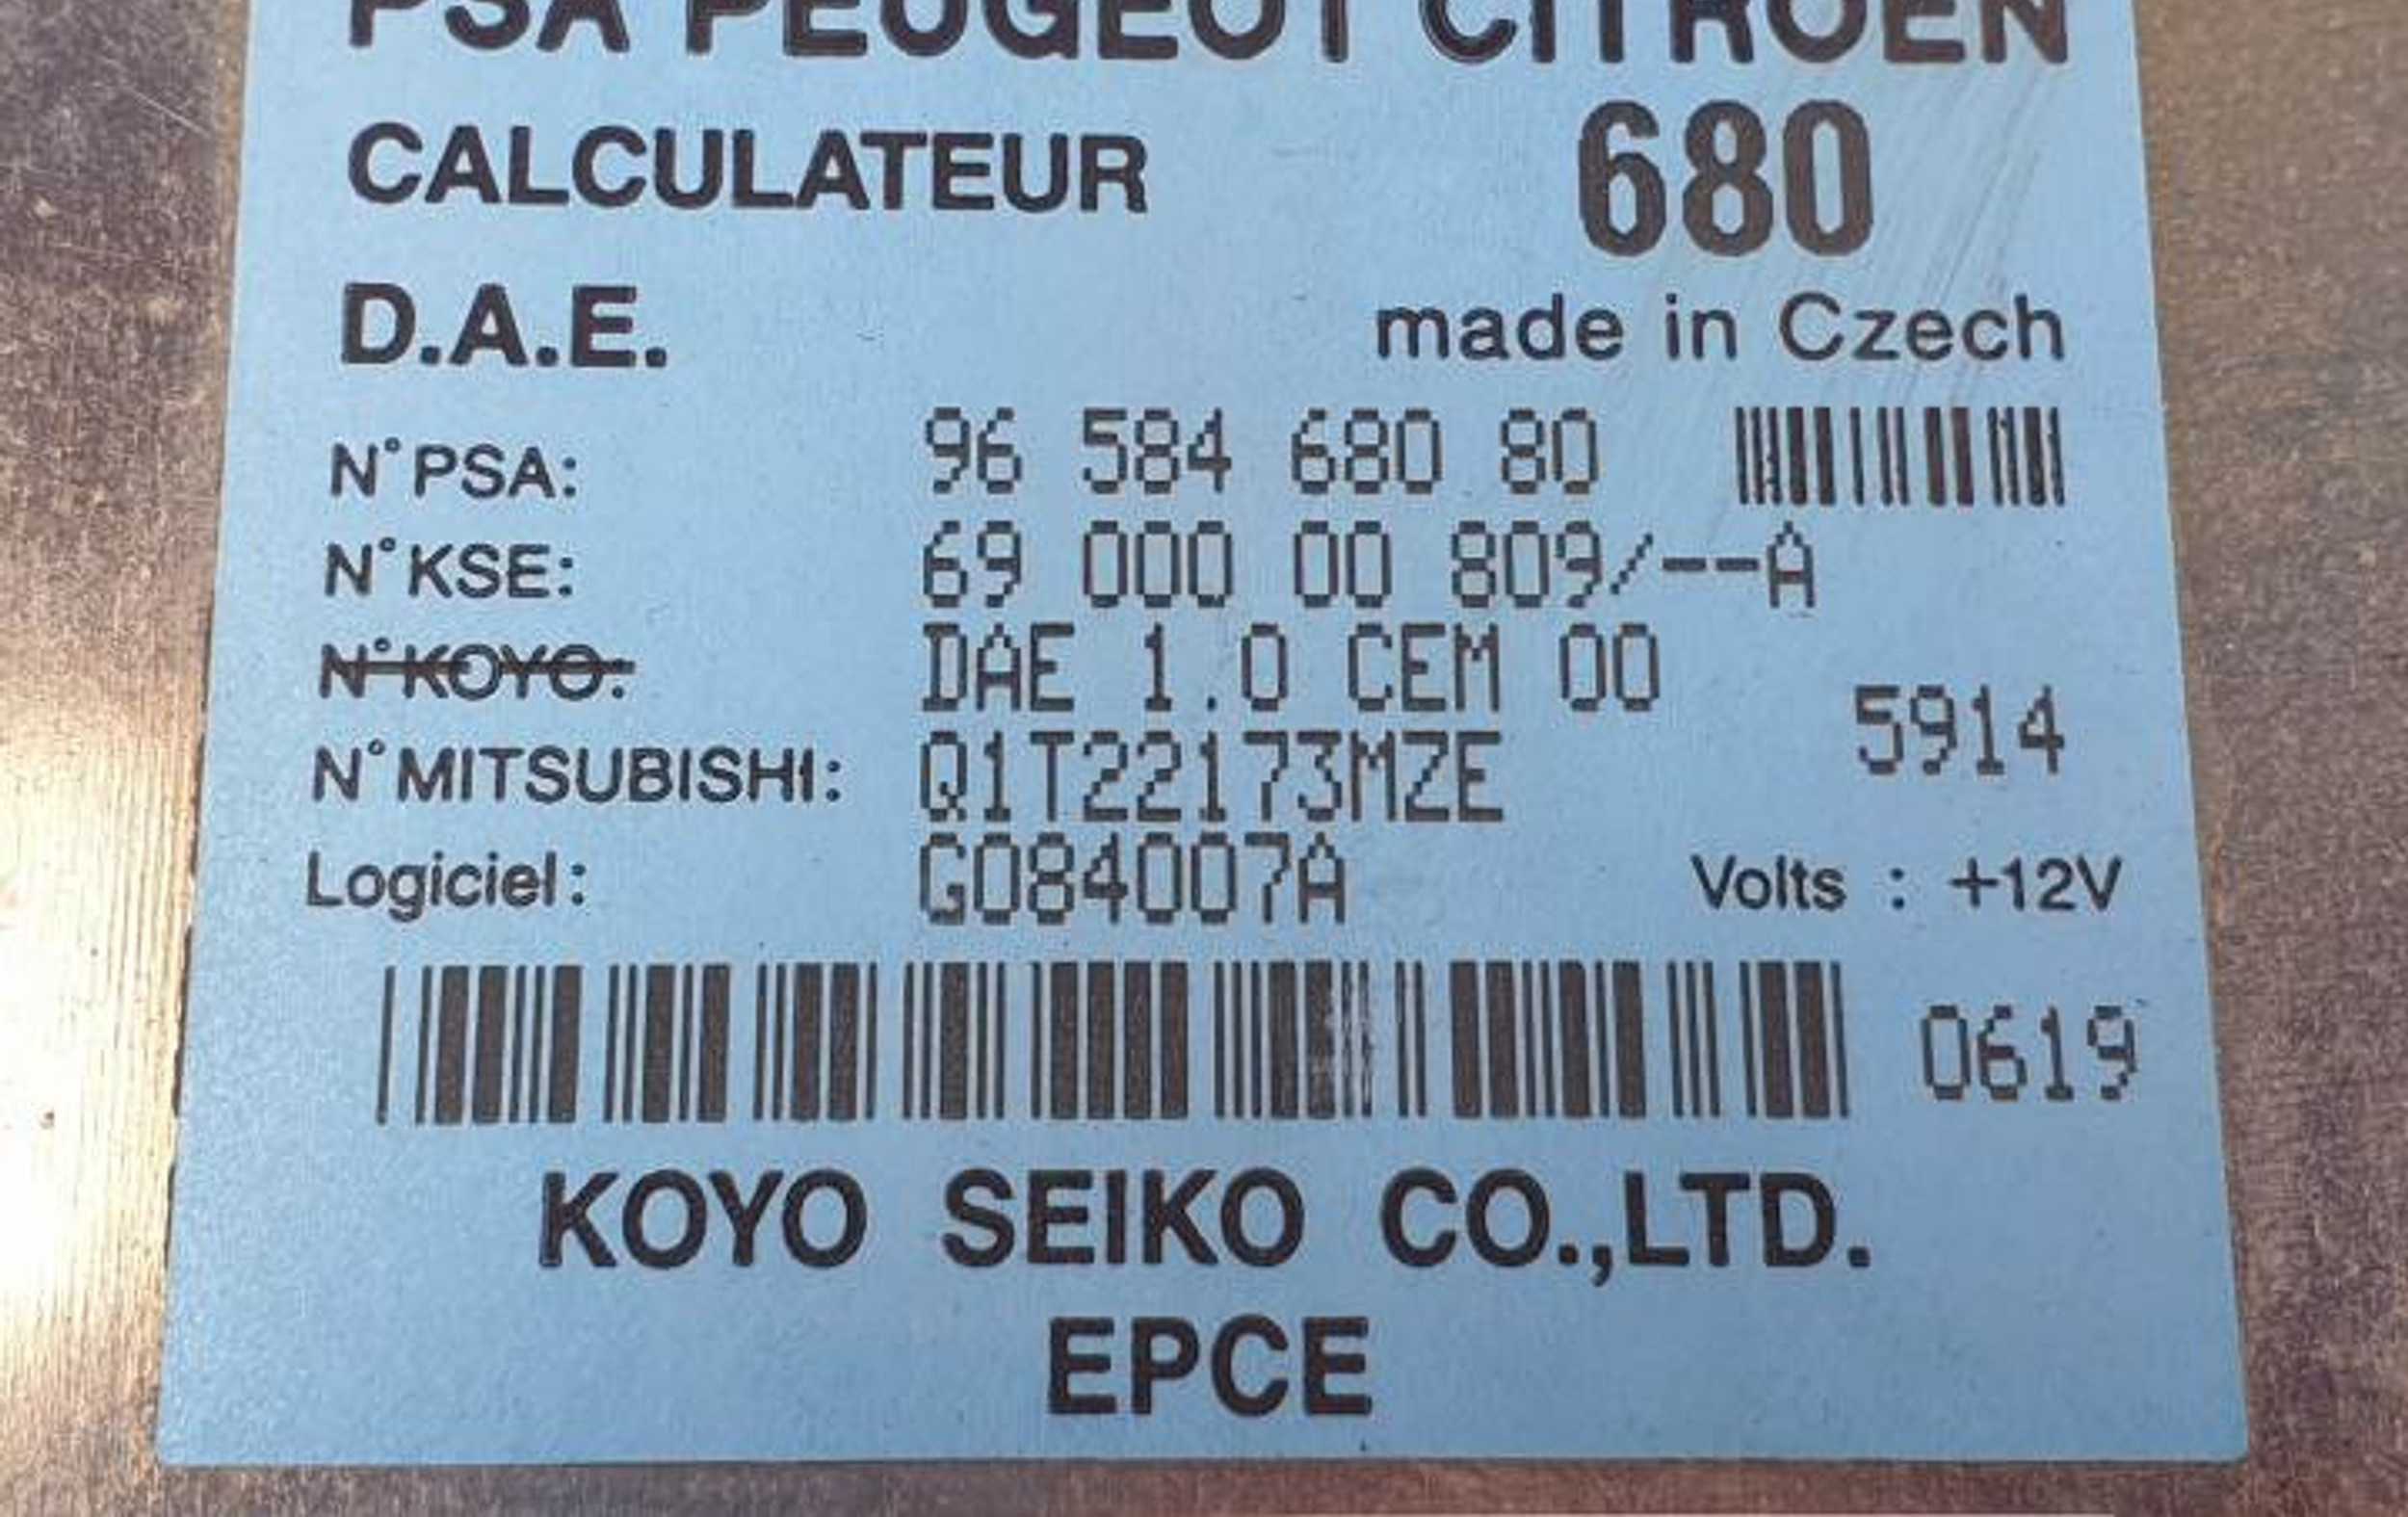 PSA PEUGEOT CITROËN
CALCULATEUR 680
D.A.E. made in Czech
N°PSA: 96 584 680 80
N°KSE: 69 000 00 809/--A
N°KOYO: DAE 1.0 CEM 00
5914
N°MITSUBISHI: Q1T22173MZE
Logiciel: G084007A Volts : +12V
0619
KOYO SEIKO CO.,LTD.
EPCE